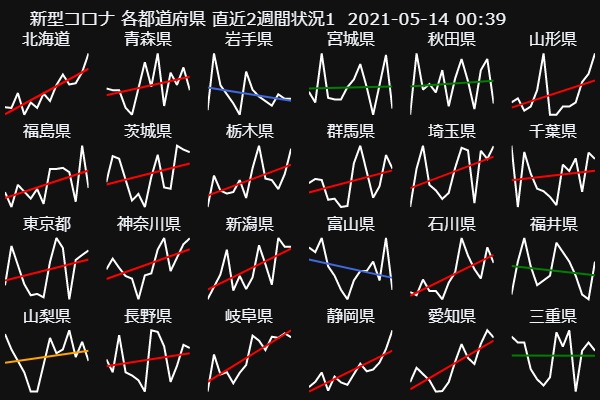 新型コロナ 各都道府県 直近2週間状況1 2021-05-14 00:39
北海道 青森県 岩手県 宮城県 秋田県 山形県
福島県 茨城県 栃木県 群馬県 埼玉県 千葉県
東京都 神奈川県 新潟県 富山県 石川県 福井県
山梨県 長野県 岐阜県 静岡県 愛知県 三重県